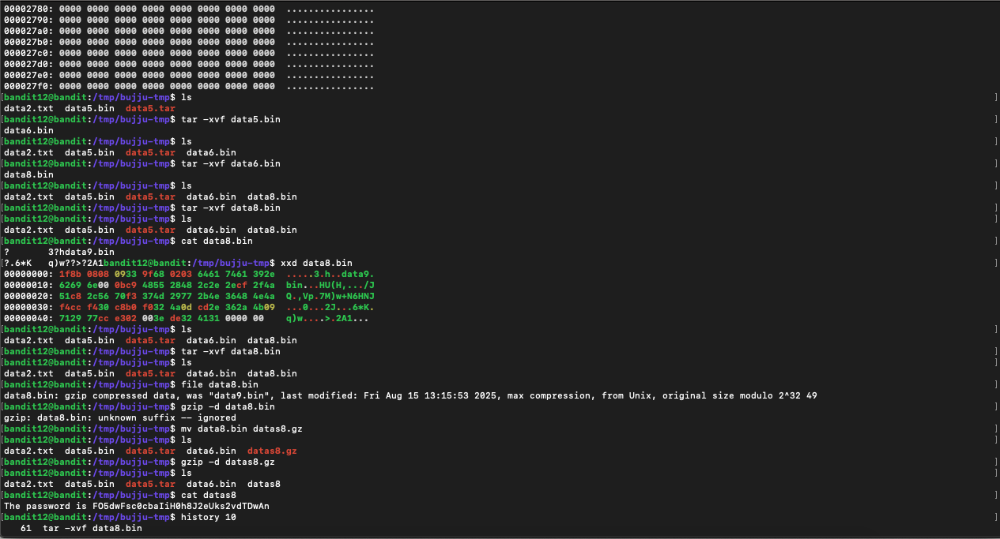 00002780: 0000 0000 0000 0000 0000 0000 0000 0000  ................
00002790: 0000 0000 0000 0000 0000 0000 0000 0000  ................
000027a0: 0000 0000 0000 0000 0000 0000 0000 0000  ................
000027b0: 0000 0000 0000 0000 0000 0000 0000 0000  ................
000027c0: 0000 0000 0000 0000 0000 0000 0000 0000  ................
000027d0: 0000 0000 0000 0000 0000 0000 0000 0000  ................
000027e0: 0000 0000 0000 0000 0000 0000 0000 0000  ................
000027f0: 0000 0000 0000 0000 0000 0000 0000 0000  ................
[bandit12@bandit:/tmp/bujju-tmp$ ls ]
data2.txt  data5.bin  data5.tar
[bandit12@bandit:/tmp/bujju-tmp$ tar -xvf data5.bin ]
data6.bin
[bandit12@bandit:/tmp/bujju-tmp$ ls ]
data2.txt  data5.bin  data5.tar  data6.bin
[bandit12@bandit:/tmp/bujju-tmp$ tar -xvf data6.bin ]
data8.bin
[bandit12@bandit:/tmp/bujju-tmp$ ls ]
data2.txt  data5.bin  data5.tar  data6.bin  data8.bin
[bandit12@bandit:/tmp/bujju-tmp$ tar -xvf data8.bin ]
[bandit12@bandit:/tmp/bujju-tmp$ ls ]
data2.txt  data5.bin  data5.tar  data6.bin  data8.bin
[bandit12@bandit:/tmp/bujju-tmp$ cat data8.bin ]
?       3?hdata9.bin
[?.6*K   q)w??>?2A1bandit12@bandit:/tmp/bujju-tmp$ xxd data8.bin ]
00000000: 1f8b 0808 0933 9f68 0203 6461 7461 392e  .....3.h..data9.
00000010: 6269 6e00 0bc9 4855 2848 2c2e 2ecf 2f4a  bin...HU(H,.../J
00000020: 51c8 2c56 70f3 374d 2977 2b4e 3648 4e4a  Q.,Vp.7M)w+N6HNJ
00000030: f4cc f430 c8b0 f032 4a0d cd2e 362a 4b09  ...0...2J...6*K.
00000040: 7129 77cc e302 003e de32 4131 0000 00    q)w....>.2A1...
[bandit12@bandit:/tmp/bujju-tmp$ ls ]
data2.txt  data5.bin  data5.tar  data6.bin  data8.bin
[bandit12@bandit:/tmp/bujju-tmp$ tar -xvf data8.bin ]
[bandit12@bandit:/tmp/bujju-tmp$ ls ]
data2.txt  data5.bin  data5.tar  data6.bin  data8.bin
[bandit12@bandit:/tmp/bujju-tmp$ file data8.bin ]
data8.bin: gzip compressed data, was "data9.bin", last modified: Fri Aug 15 13:15:53 2025, max compression, from Unix, original size modulo 2^32 49
[bandit12@bandit:/tmp/bujju-tmp$ gzip -d data8.bin ]
gzip: data8.bin: unknown suffix -- ignored
[bandit12@bandit:/tmp/bujju-tmp$ mv data8.bin datas8.gz ]
[bandit12@bandit:/tmp/bujju-tmp$ ls ]
data2.txt  data5.bin  data5.tar  data6.bin  datas8.gz
[bandit12@bandit:/tmp/bujju-tmp$ gzip -d datas8.gz ]
[bandit12@bandit:/tmp/bujju-tmp$ ls ]
data2.txt  data5.bin  data5.tar  data6.bin  datas8
[bandit12@bandit:/tmp/bujju-tmp$ cat datas8 ]
The password is FO5dwFsc0cbaIiH0h8J2eUks2vdTDwAn
[bandit12@bandit:/tmp/bujju-tmp$ history 10 ]
   61  tar -xvf data8.bin